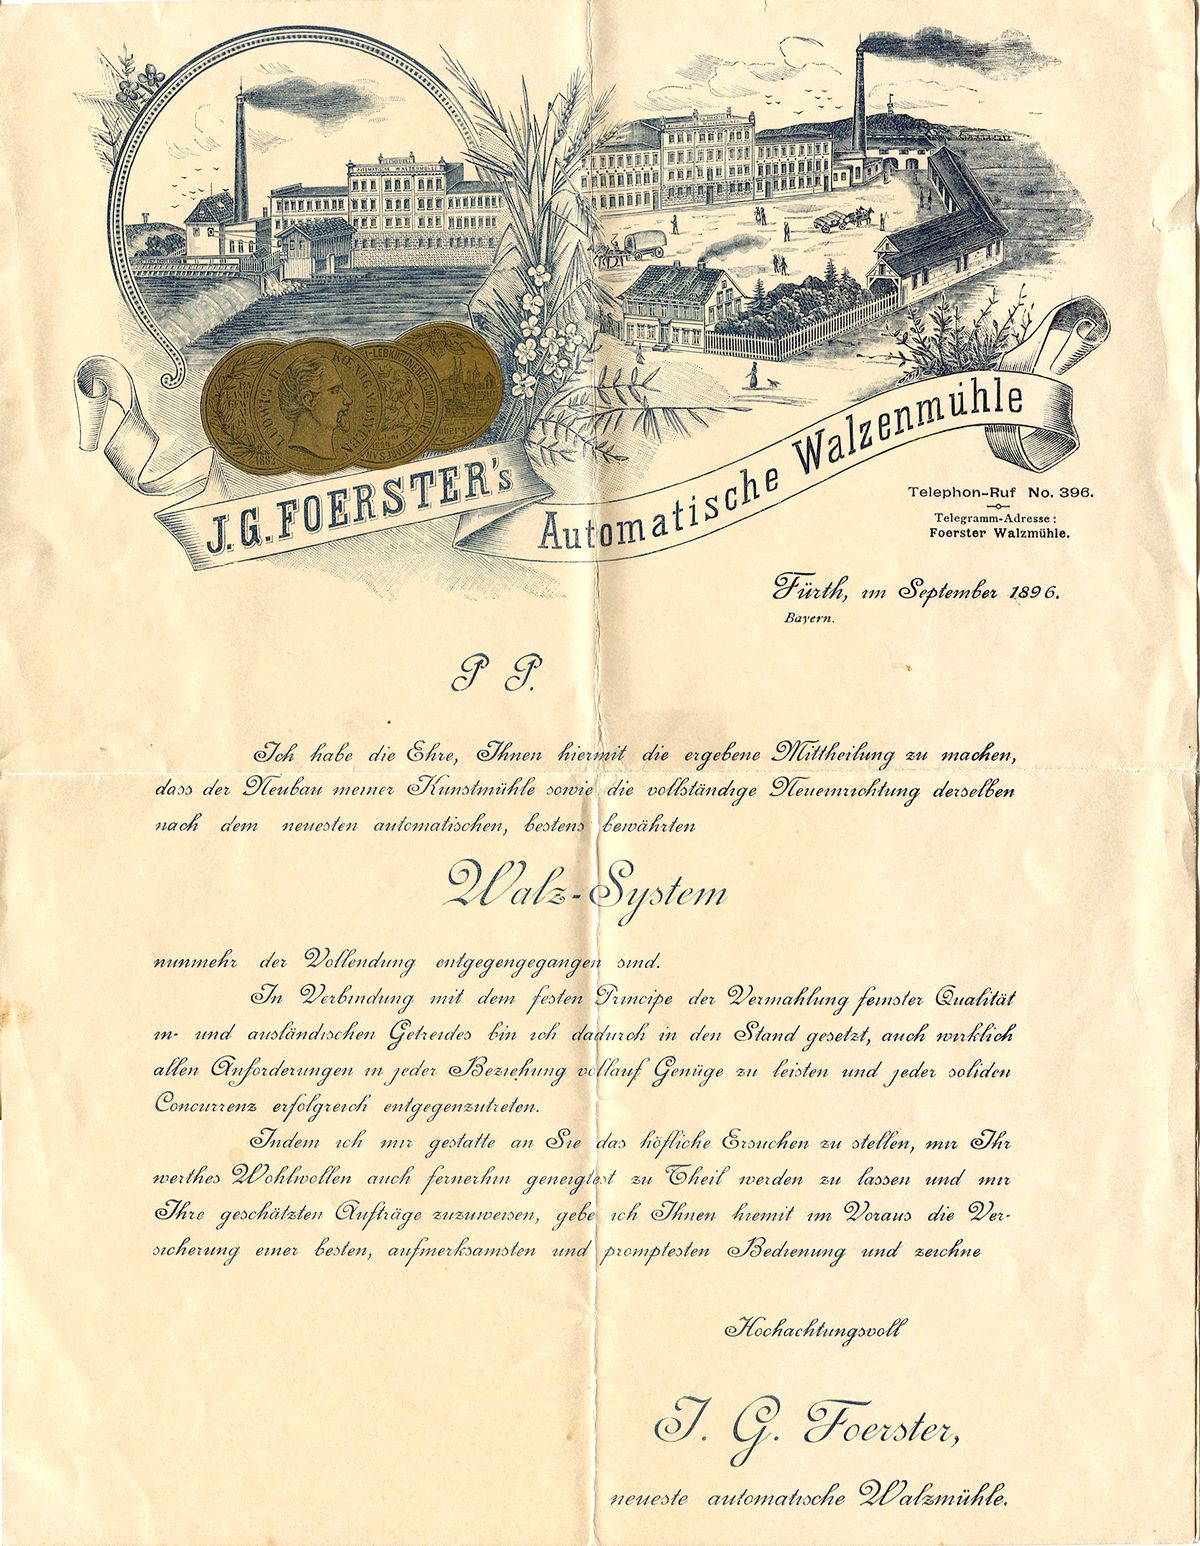 J.G. FOERSTER's
Automatische Walzenmühle
AUTOMATISCHE WALZENMÜHLE
LUDWIG II KOENIG V. BAYERN
Telephon-Ruf No. 396.
Telegramm-Adresse:
Foerster Walzmühle.
Fürth, im September 1896.
Bayern.
P P.
Ich habe die Ehre, Ihnen hiermit die ergebene Mittheilung zu machen,
dass der Neubau meiner Kunstmühle sowie die vollständige Neueinrichtung derselben
nach dem neuesten automatischen, bestens bewährten
Walz-System
nunmehr der Vollendung entgegengegangen sind.
In Verbindung mit dem festen Principe der Vermahlung feinster Qualität
in- und ausländischen Getreides bin ich dadurch in den Stand gesetzt, auch wirklich
allen Anforderungen in jeder Beziehung vollauf Genüge zu leisten und jeder soliden
Concurrenz erfolgreich entgegenzutreten.
Indem ich mir gestatte an Sie das höfliche Ersuchen zu stellen, mir Ihr
werthes Wohlwollen auch fernerhin geneigtest zu Theil werden zu lassen und mir
Ihre geschätzten Aufträge zuzuweisen, gebe ich Ihnen hiemit im Voraus die Ver-
sicherung einer besten, aufmerksamsten und promptesten Bedienung und zeichne
Hochachtungsvoll
J. G. Foerster,
neueste automatische Walzmühle.